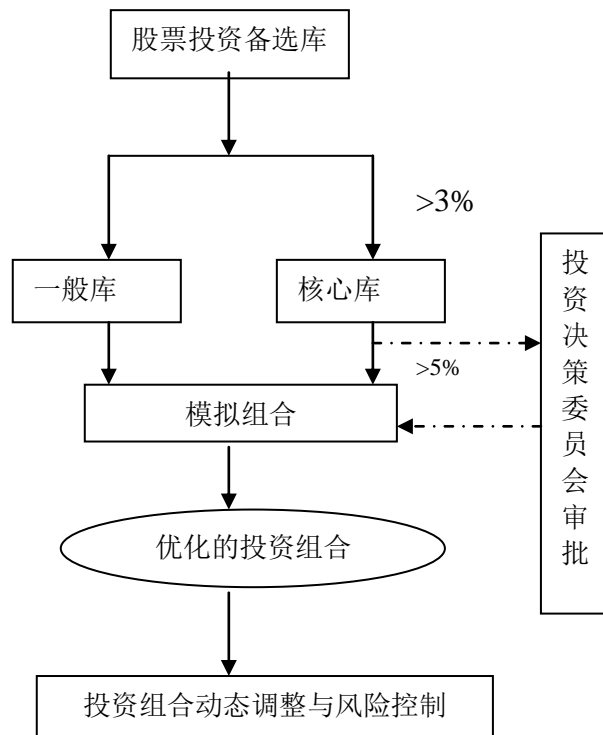 股票投资备选库
>3%
一般库
核心库
>5%
模拟组合
投资决策委员会审批
优化的投资组合
投资组合动态调整与风险控制